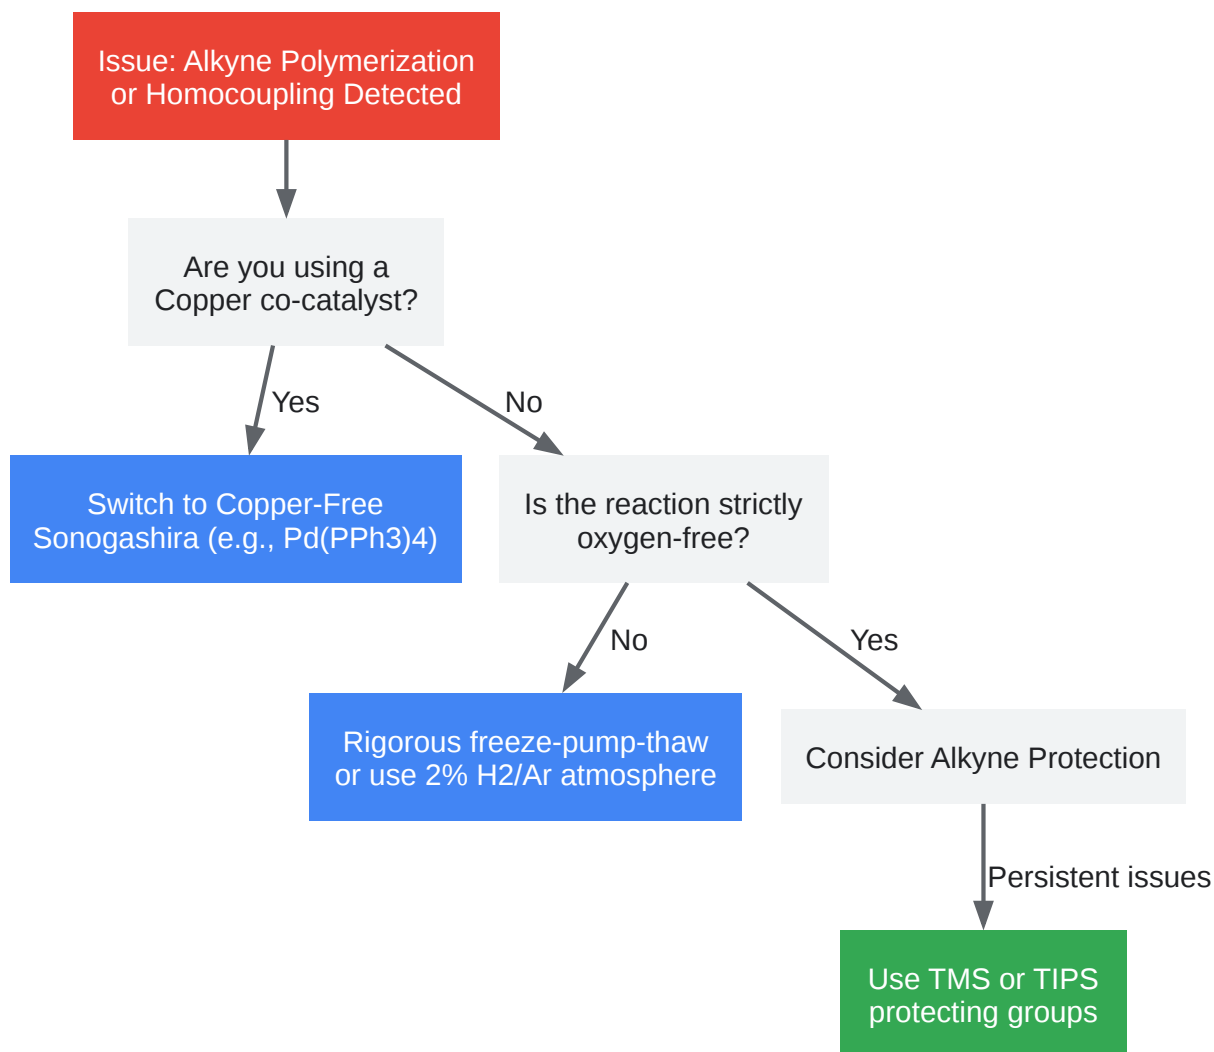 Issue: Alkyne Polymerization
or Homocoupling Detected
Are you using a
Copper co-catalyst?
Yes
No
Switch to Copper-Free
Sonogashira (e.g., Pd(PPh3)4)
Is the reaction strictly
oxygen-free?
No
Yes
Rigorous freeze-pump-thaw
or use 2% H2/Ar atmosphere
Consider Alkyne Protection
Persistent issues
Use TMS or TIPS
protecting groups